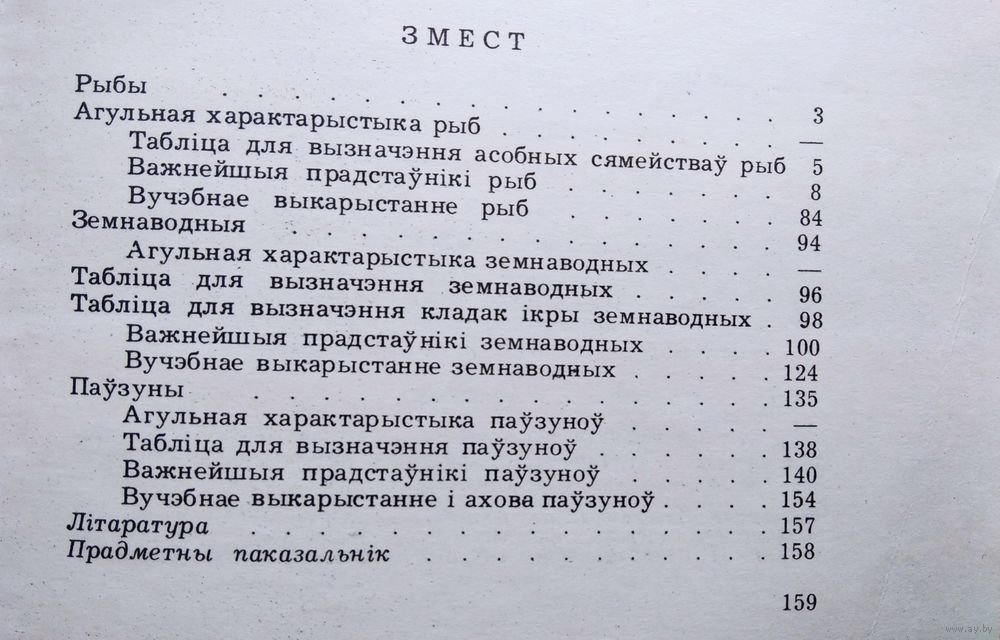 ЗМЕСТ
Рыбы . . . . . . . . . . . . . . . . 3
Агульная характарыстыка рыб . . . . . . . . —
Табліца для вызначэння асобных сямействаў рыб 5
Важнейшыя прадстаўнікі рыб . . . . . . 8
Вучэбнае выкарыстанне рыб . . . . . . 84
Земнаводныя . . . . . . . . . . . . . 94
Агульная характарыстыка земнаводных . . . . —
Табліца для вызначэння земнаводных . . . . . 96
Табліца для вызначэння кладак ікры земнаводных . 98
Важнейшыя прадстаўнікі земнаводных . . . . 100
Вучэбнае выкарыстанне земнаводных . . . . . 124
Паўзуны . . . . . . . . . . . . . . 135
Агульная характарыстыка паўзуноў . . . . . —
Табліца для вызначэння паўзуноў . . . . . . 138
Важнейшыя прадстаўнікі паўзуноў . . . . . 140
Вучэбнае выкарыстанне і ахова паўзуноў . . . . 154
Літаратура . . . . . . . . . . . . . . 157
Прадметны паказальнік . . . . . . . . . 158
159
www.ay.by